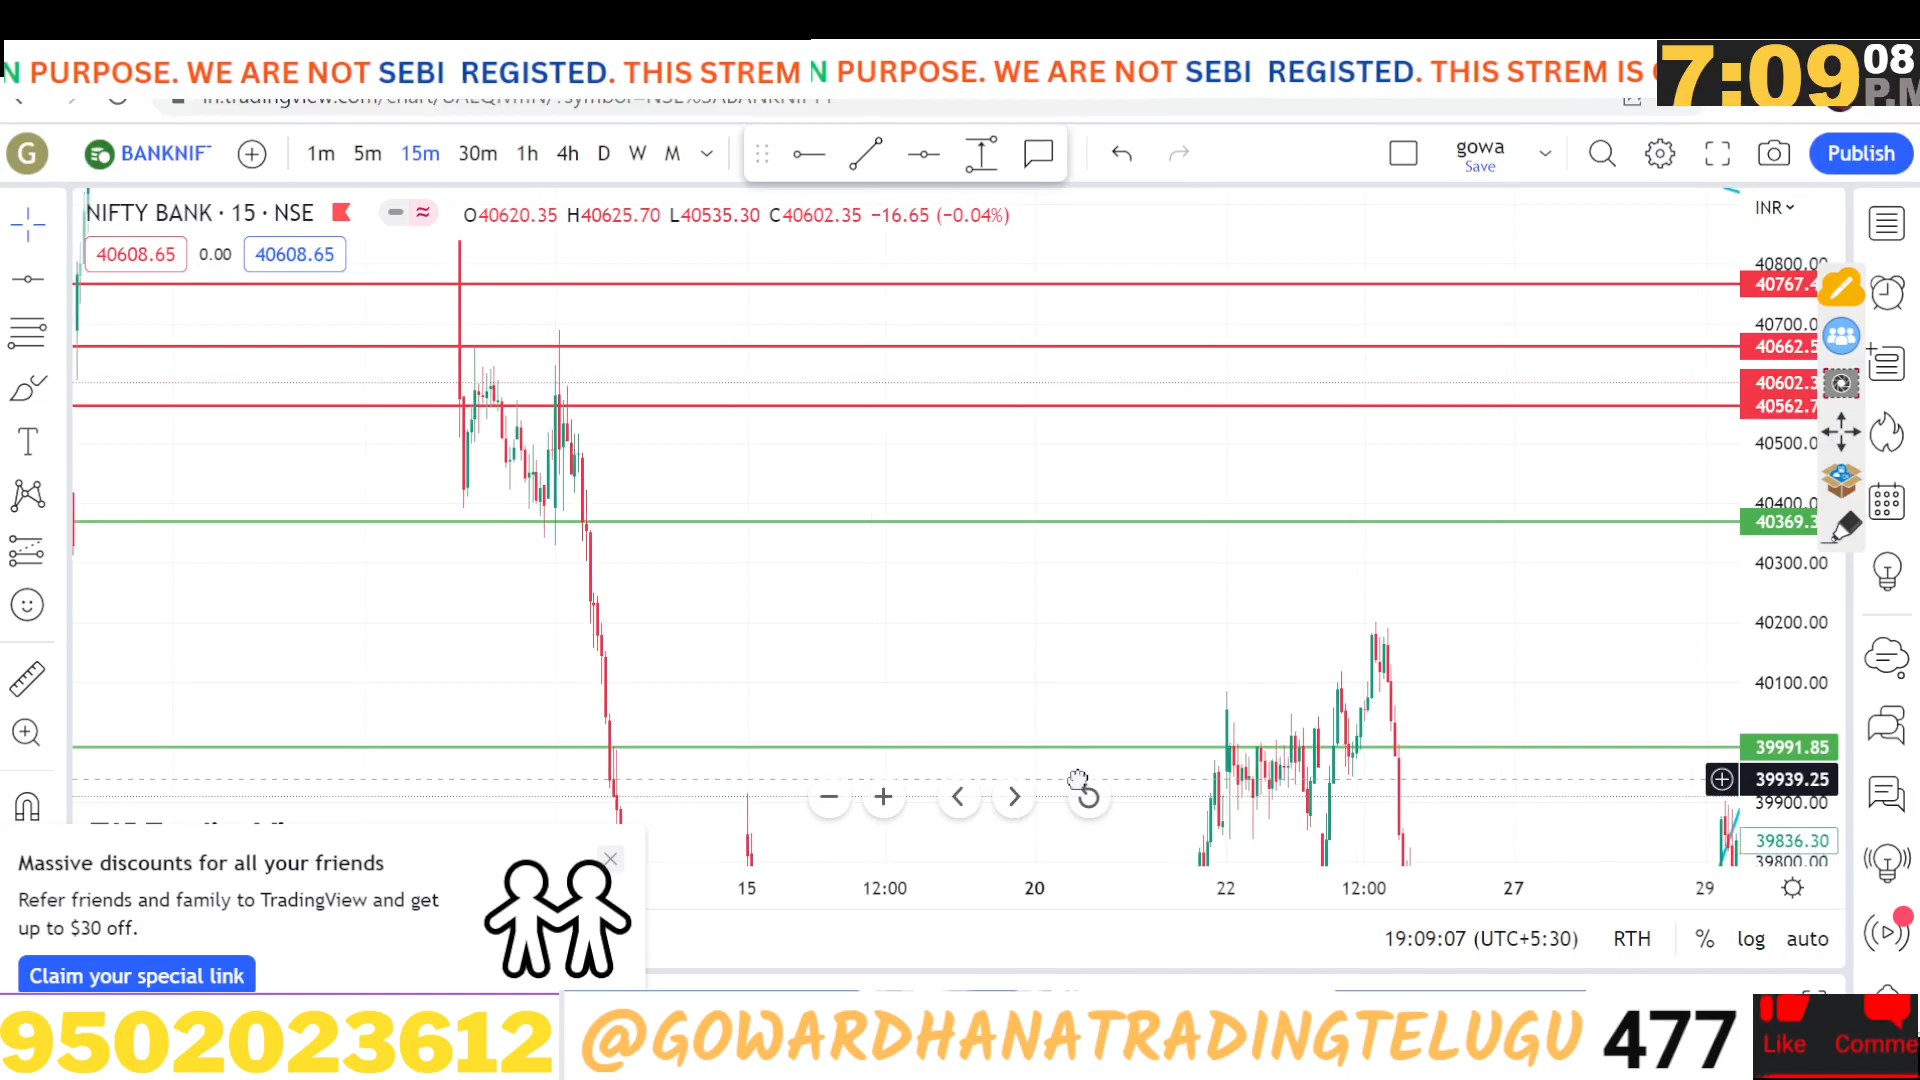 N PURPOSE. WE ARE NOT SEBI REGISTED. THIS STREM N PURPOSE. WE ARE NOT SEBI REGISTED. THIS STREM IS
7:09 08 P.M
G BANKNIF 1m 5m 15m 30m 1h 4h D W M gowa Save Publish
NIFTY BANK · 15 · NSE O40620.35 H40625.70 L40535.30 C40602.35 −16.65 (−0.04%) INR
40608.65 0.00 40608.65
40800.00
40767.4
40700.0
40662.5
40602.3
40562.7
40500.0
40400.0
40369.3
40300.00
40200.00
40100.00
39991.85
39939.25
39900.00
39836.30
39800.00
15 12:00 20 22 12:00 27 29
Massive discounts for all your friends
Refer friends and family to TradingView and get
up to $30 off.
Claim your special link
19:09:07 (UTC+5:30) RTH % log auto
9502023612 @GOWARDHANATRADINGTELUGU 477 Like Comme